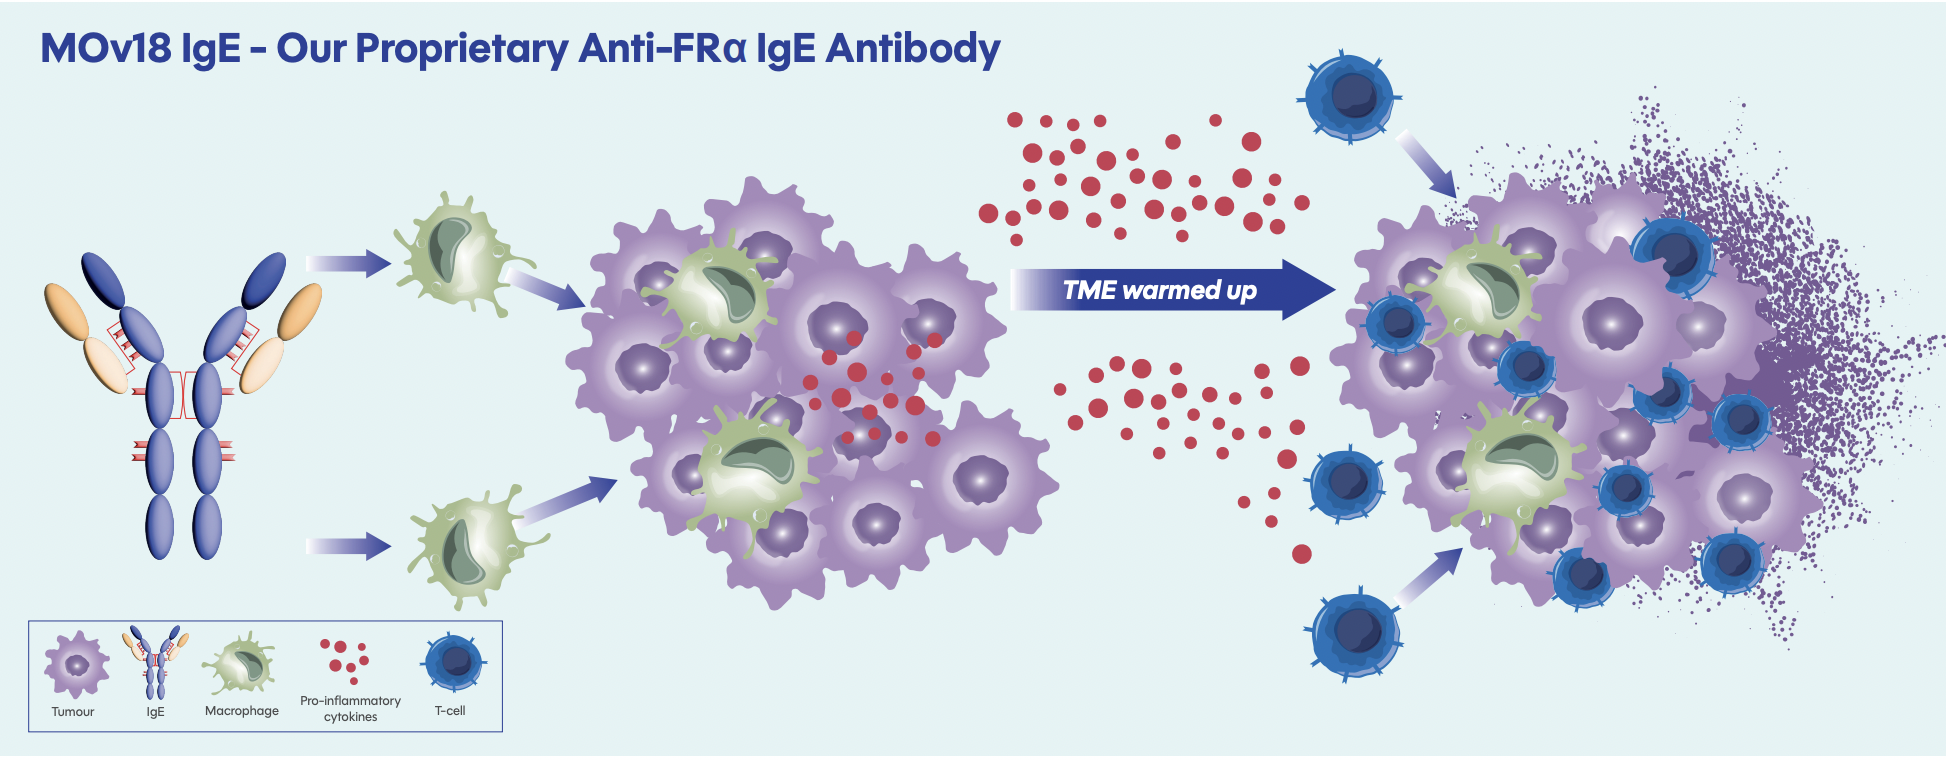 MOv18 IgE - Our Proprietary Anti-FRα IgE Antibody
TME warmed up
Tumour
IgE
Macrophage
Pro-inflammatory
cytokines
T-cell